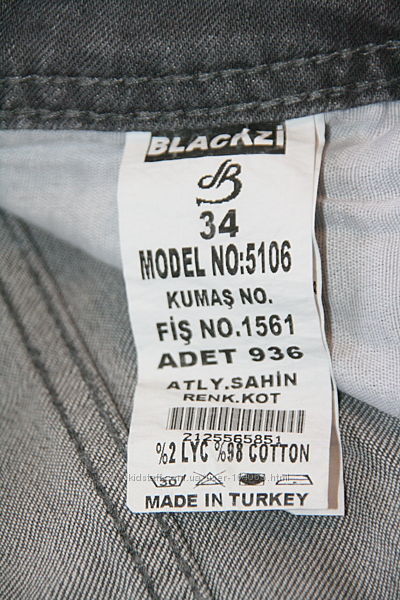 BLACKZİ
34
MODEL NO:5106
KUMAŞ NO.
FİŞ NO.1561
ADET 936
ATLY.SAHİN
RENK.KOT
2125565851
%2 LYC %98 COTTON
MADE IN TURKEY